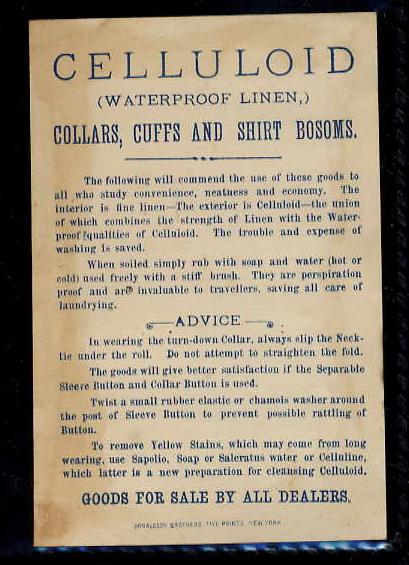 CELLULOID
(WATERPROOF LINEN,)
COLLARS, CUFFS AND SHIRT BOSOMS.
The following will commend the use of these goods to
all who study convenience, neatness and economy. The
interior is fine linen—The exterior is Celluloid—the union
of which combines the strength of Linen with the Water-
proof qualities of Celluloid. The trouble and expense of
washing is saved.
When soiled simply rub with soap and water (hot or
cold) used freely with a stiff brush. They are perspiration
proof and are invaluable to travellers, saving all care of
laundrying.
ADVICE
In wearing the turn-down Collar, always slip the Neck-
tie under the roll. Do not attempt to straighten the fold.
The goods will give better satisfaction if the Separable
Sleeve Button and Collar Button is used.
Twist a small rubber elastic or chamois washer around
the post of Sleeve Button to prevent possible rattling of
Button.
To remove Yellow Stains, which may come from long
wearing, use Sapolio, Soap or Saleratus water or Celluline,
which latter is a new preparation for cleansing Celluloid.
GOODS FOR SALE BY ALL DEALERS.
DONALDSON BROTHERS, FIVE POINTS, NEW YORK